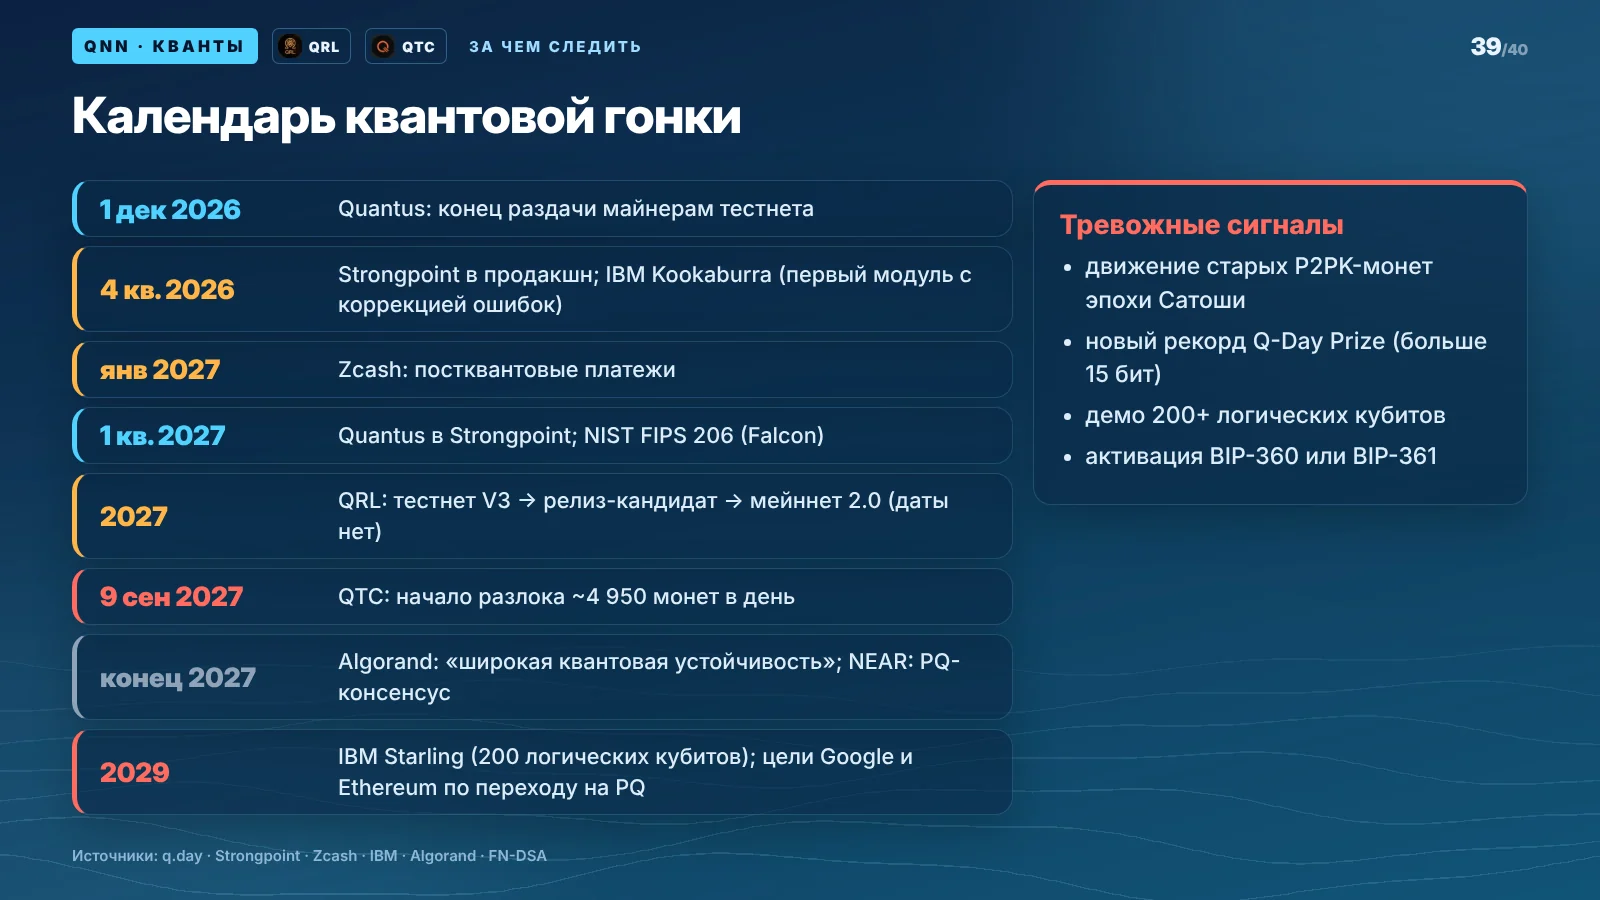 QNN · КВАНТЫ
QRL
QTC
ЗА ЧЕМ СЛЕДИТЬ
39/40
Календарь квантовой гонки
1 дек 2026
Quantus: конец раздачи майнерам тестнета
4 кв. 2026
Strongpoint в продакшн; IBM Kookaburra (первый модуль с
коррекцией ошибок)
янв 2027
Zcash: постквантовые платежи
1 кв. 2027
Quantus в Strongpoint; NIST FIPS 206 (Falcon)
2027
QRL: тестнет V3 → релиз-кандидат → мейннет 2.0 (даты
нет)
9 сен 2027
QTC: начало разлока ~4 950 монет в день
конец 2027
Algorand: «широкая квантовая устойчивость»; NEAR: PQ-
консенсус
2029
IBM Starling (200 логических кубитов); цели Google и
Ethereum по переходу на PQ
Тревожные сигналы
• движение старых P2PK-монет
эпохи Сатоши
• новый рекорд Q-Day Prize (больше
15 бит)
• демо 200+ логических кубитов
• активация BIP-360 или BIP-361
Источники: q.day · Strongpoint · Zcash · IBM · Algorand · FN-DSA